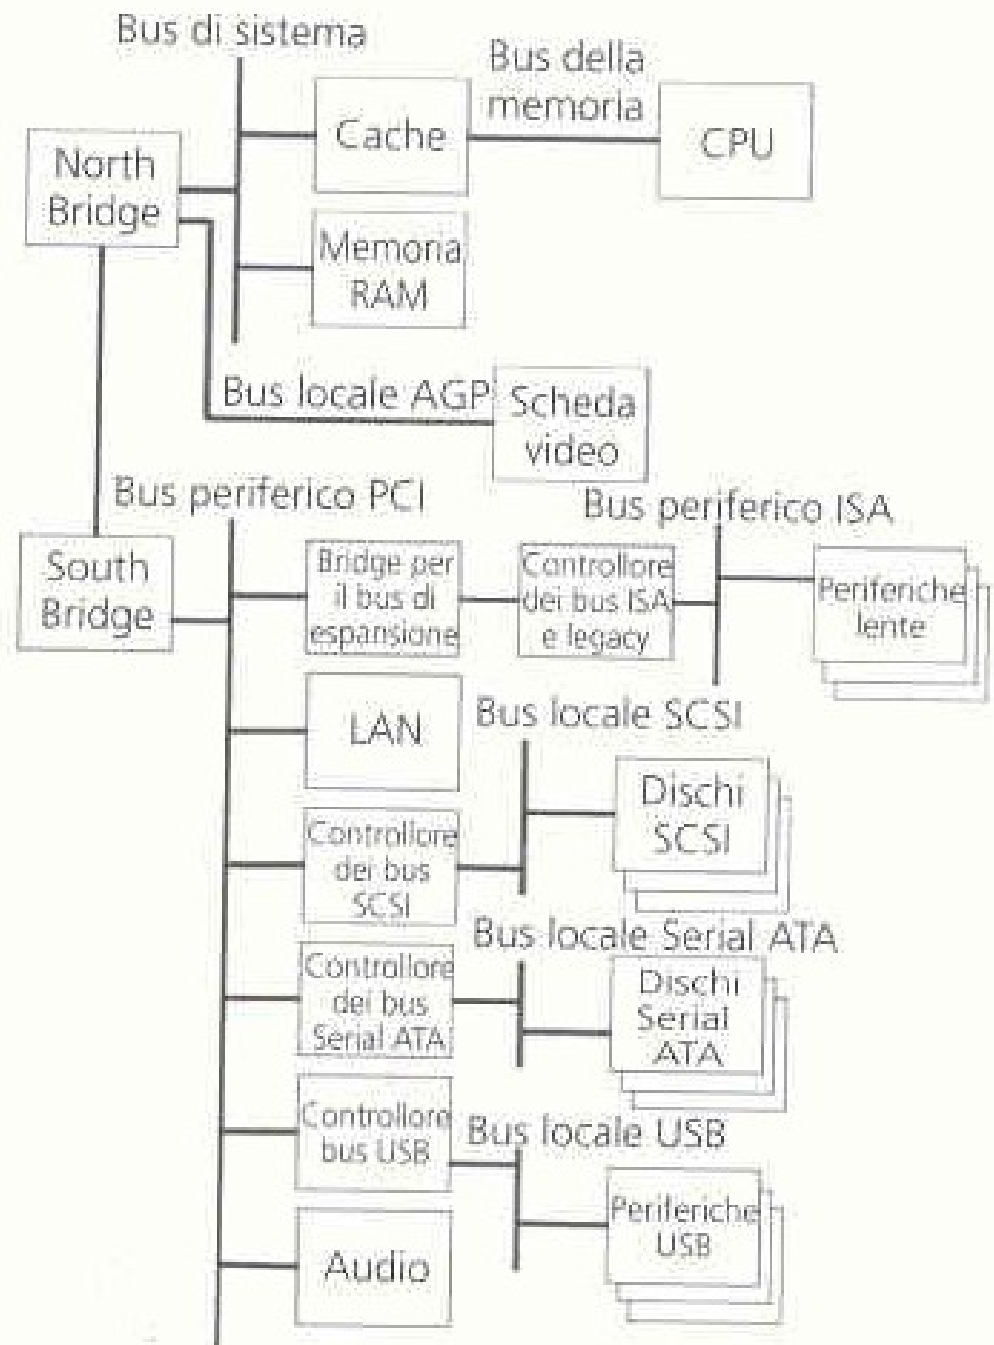 Bus di sistema
Bus della
memoria
Cache
CPU
North
Bridge
Memoria
RAM
Bus locale AGP
Scheda
video
Bus periferico PCI
Bus periferico ISA
South
Bridge
Bridge per
il bus di
espansione
Controllore
dei bus ISA
e legacy
Periferiche
lente
LAN
Bus locale SCSI
Dischi
SCSI
Controllore
dei bus
SCSI
Bus locale Serial ATA
Controllore
dei bus
Serial ATA
Dischi
Serial
ATA
Controllore
bus USB
Bus locale USB
Periferiche
USB
Audio